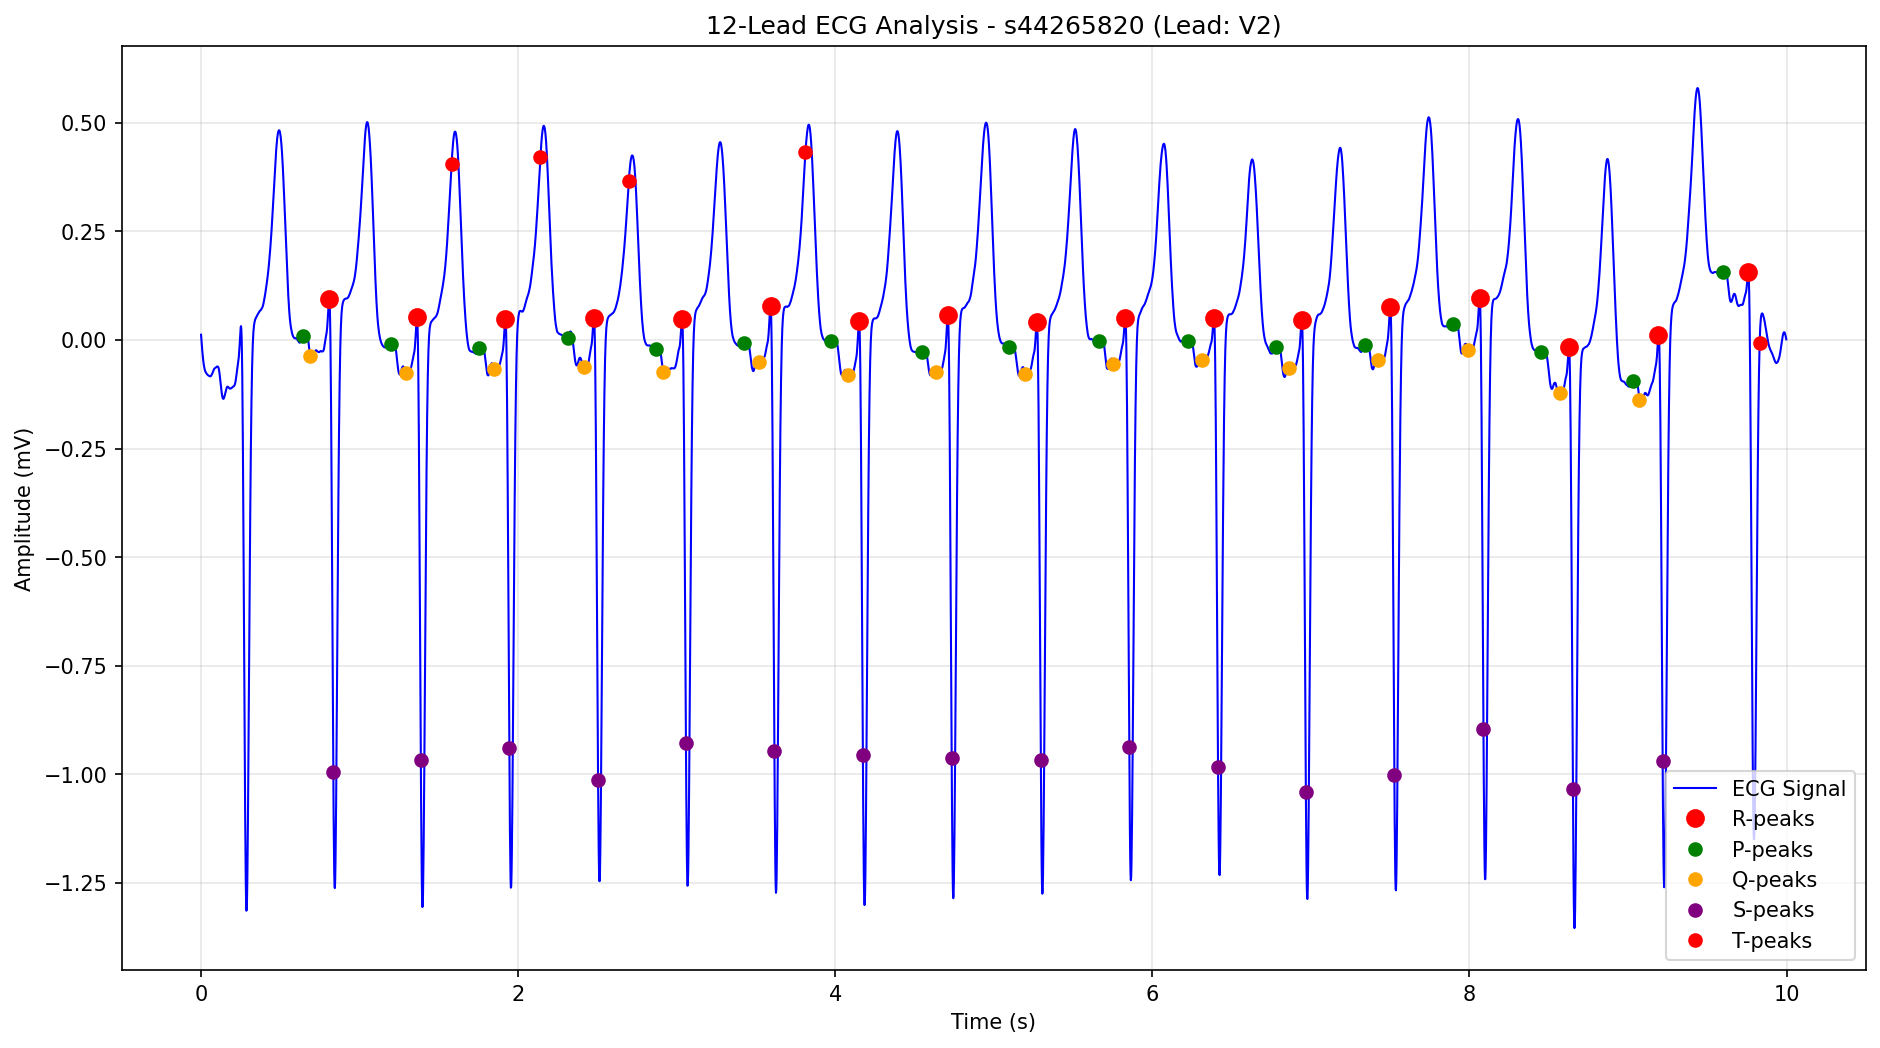 12-Lead ECG Analysis - s44265820 (Lead: V2)
Amplitude (mV)
0.50
0.25
0.00
−0.25
−0.50
−0.75
−1.00
−1.25
0 2 4 6 8 10
Time (s)
ECG Signal
R-peaks
P-peaks
Q-peaks
S-peaks
T-peaks